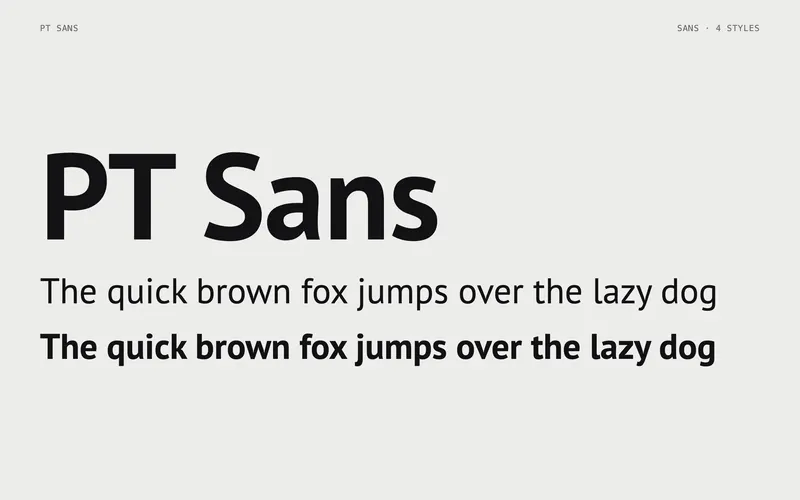 PT SANS
SANS · 4 STYLES
PT Sans
The quick brown fox jumps over the lazy dog
The quick brown fox jumps over the lazy dog